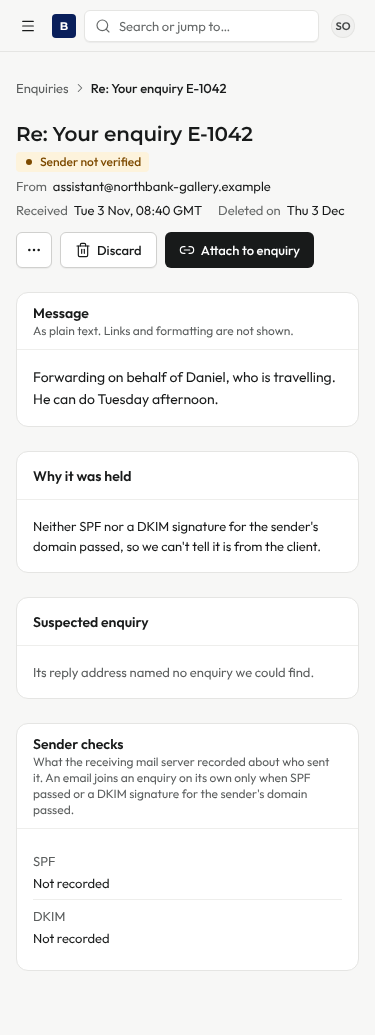 B
Search or jump to...
SO
Enquiries
Re: Your enquiry E-1042
Re: Your enquiry E-1042
Sender not verified
From assistant@northbank-gallery.example
Received Tue 3 Nov, 08:40 GMT Deleted on Thu 3 Dec
Discard
Attach to enquiry
Message
As plain text. Links and formatting are not shown.
Forwarding on behalf of Daniel, who is travelling.
He can do Tuesday afternoon.
Why it was held
Neither SPF nor a DKIM signature for the sender's
domain passed, so we can't tell it is from the client.
Suspected enquiry
Its reply address named no enquiry we could find.
Sender checks
What the receiving mail server recorded about who sent
it. An email joins an enquiry on its own only when SPF
passed or a DKIM signature for the sender's domain
passed.
SPF
Not recorded
DKIM
Not recorded